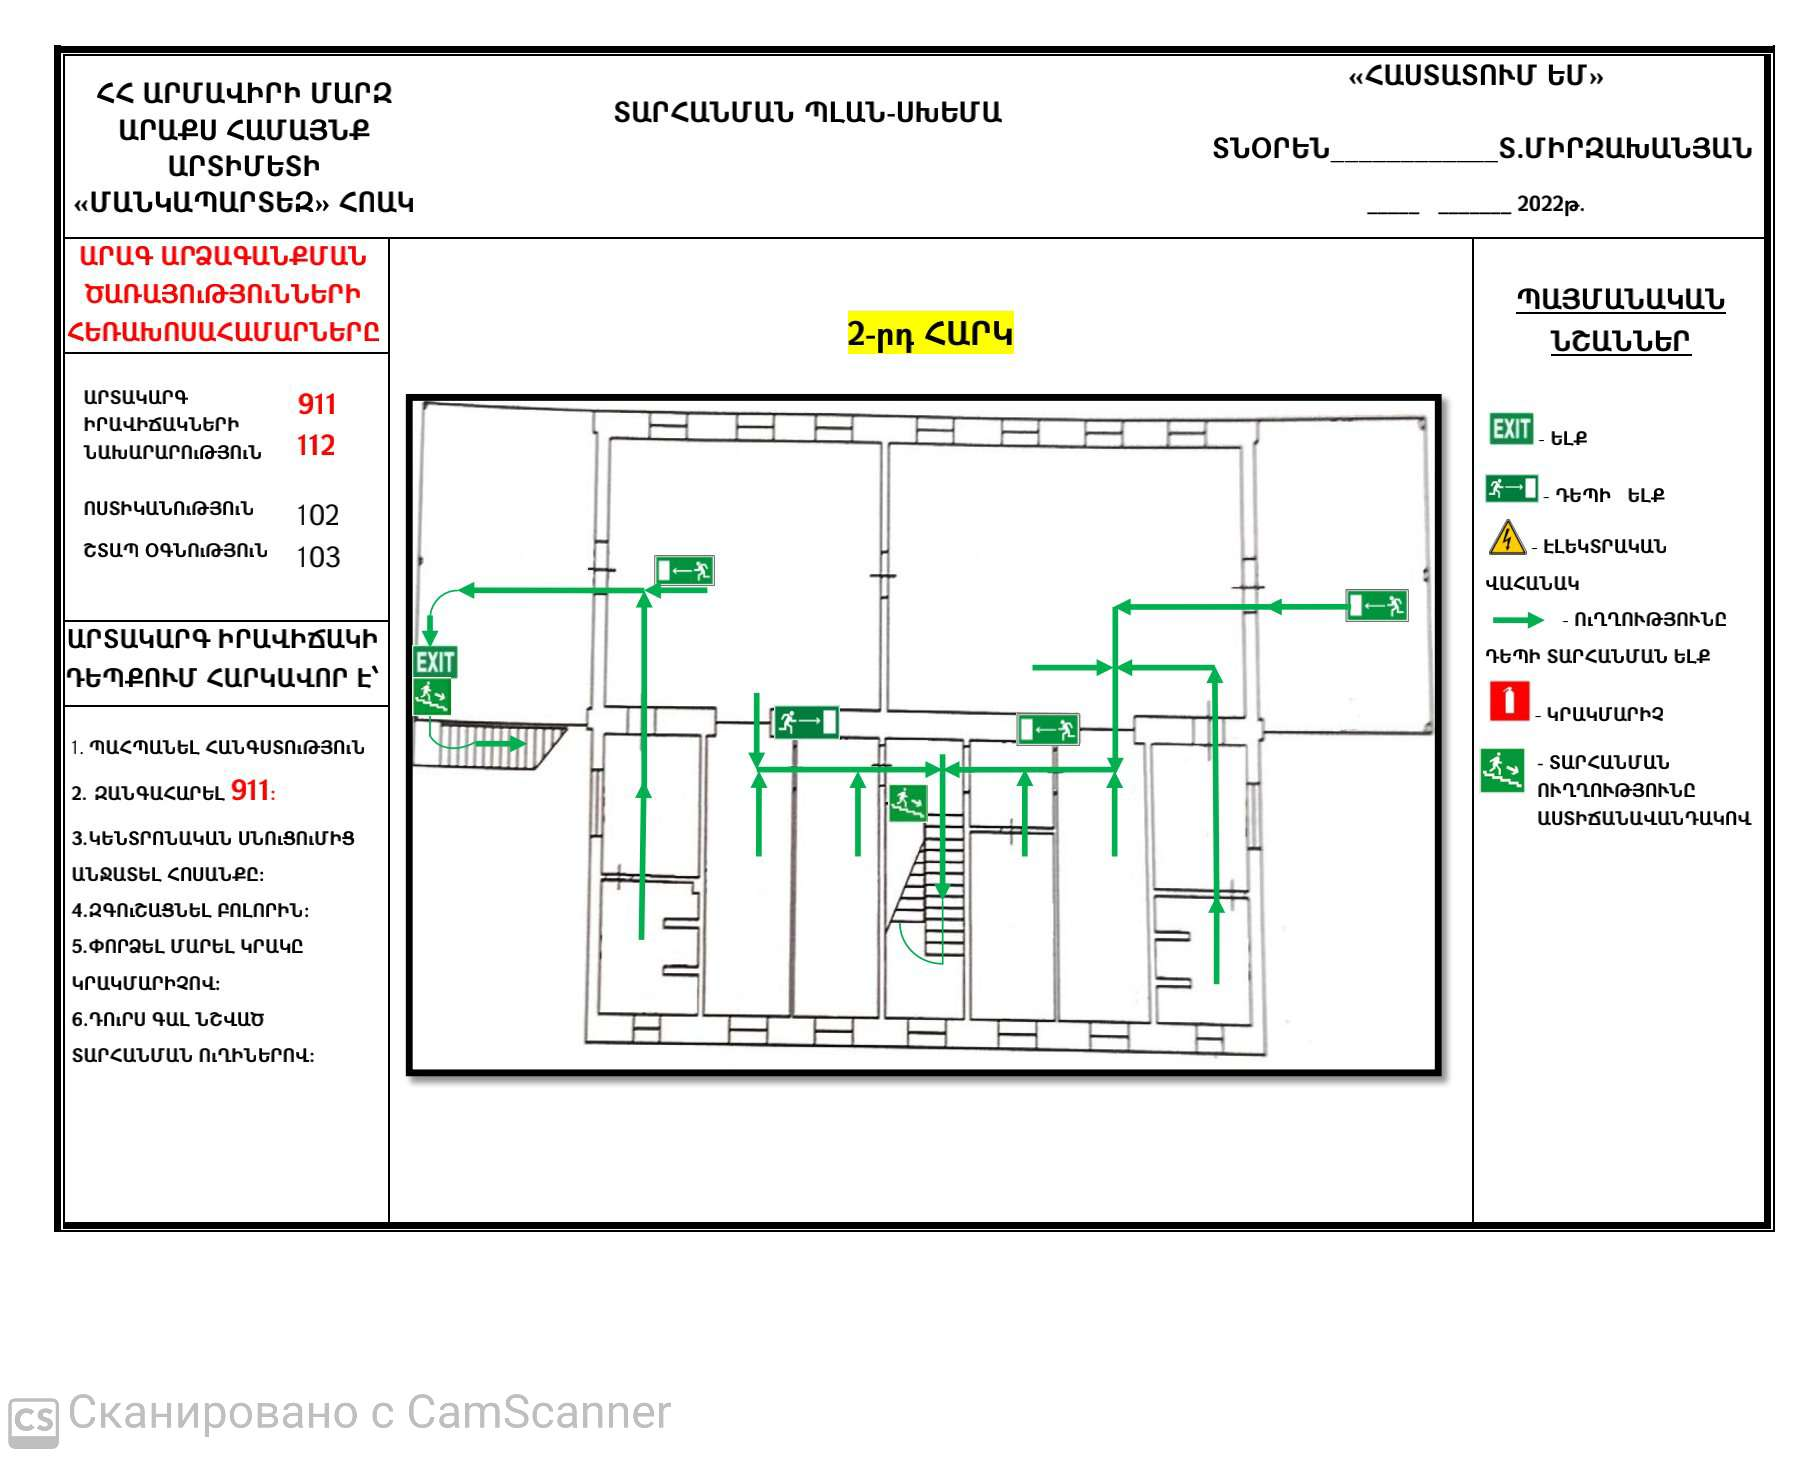 ՀՀ ԱՐՄԱՎԻՐԻ ՄԱՐԶ
ԱՐԱՔՍ ՀԱՄԱՅՆՔ
ԱՐՏԻՄԵՏԻ
«ՄԱՆԿԱՊԱՐՏԵԶ» ՀՈԱԿ
ՏԱՐՀԱՆՄԱՆ ՊԼԱՆ-ՍԽԵՄԱ
«ՀԱՍՏԱՏՈՒՄ ԵՄ»
ՏՆՕՐԵՆ____________Տ.ՄԻՐԶԱԽԱՆՅԱՆ
_____ _______ 2022թ.
ԱՐԱԳ ԱՐՁԱԳԱՆՔՄԱՆ
ԾԱՌԱՅՈւԹՅՈւՆՆԵՐԻ
ՀԵՌԱԽՈՍԱՀԱՄԱՐՆԵՐԸ
ԱՐՏԱԿԱՐԳ 911
ԻՐԱՎԻՃԱԿՆԵՐԻ
ՆԱԽԱՐԱՐՈւԹՅՈւՆ 112
ՈՍՏԻԿԱՆՈւԹՅՈւՆ 102
ՇՏԱՊ ՕԳՆՈւԹՅՈւՆ 103
ԱՐՏԱԿԱՐԳ ԻՐԱՎԻՃԱԿԻ
ԴԵՊՔՈՒՄ ՀԱՐԿԱՎՈՐ Է՝
1. ՊԱՀՊԱՆԵԼ ՀԱՆԳՍՏՈւԹՅՈւՆ
2. ԶԱՆԳԱՀԱՐԵԼ 911:
3.ԿԵՆՏՐՈՆԱԿԱՆ ՍՆՈւՑՈւՄԻՑ
ԱՆՋԱՏԵԼ ՀՈՍԱՆՔԸ:
4.ԶԳՈւՇԱՑՆԵԼ ԲՈԼՈՐԻՆ:
5.ՓՈՐՁԵԼ ՄԱՐԵԼ ԿՐԱԿԸ
ԿՐԱԿՄԱՐԻՉՈՎ:
6.ԴՈւՐՍ ԳԱԼ ՆՇՎԱԾ
ՏԱՐՀԱՆՄԱՆ ՈւՂԻՆԵՐՈՎ:
2-րդ ՀԱՐԿ
EXIT
ՊԱՅՄԱՆԱԿԱՆ
ՆՇԱՆՆԵՐ
EXIT - ԵԼՔ
- ԴԵՊԻ ԵԼՔ
- ԷԼԵԿՏՐԱԿԱՆ
ՎԱՀԱՆԱԿ
- ՈւՂՂՈՒԹՅՈՒՆԸ
ԴԵՊԻ ՏԱՐՀԱՆՄԱՆ ԵԼՔ
- ԿՐԱԿՄԱՐԻՉ
- ՏԱՐՀԱՆՄԱՆ
ՈՒՂՂՈՒԹՅՈՒՆԸ
ԱՍՏԻՃԱՆԱՎԱՆԴԱԿՈՎ
CS Сканировано с CamScanner